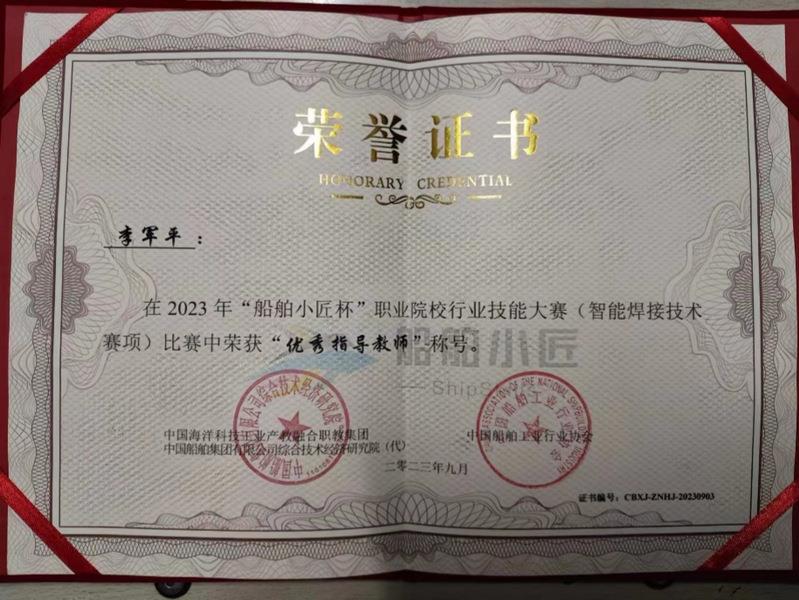 荣誉证书
HONORARY CREDENTIAL
李军平：
在 2023 年“船舶小匠杯”职业院校行业技能大赛（智能焊接技术
赛项）比赛中荣获“优秀指导教师”称号。
船舶小匠
ShipS
中国海洋科技工业产教融合职教集团
中国船舶工业行业协会
中国船舶集团有限公司综合技术经济研究院（代）
二〇二三年九月
证书编号：CBXJ-ZNHJ-20230903